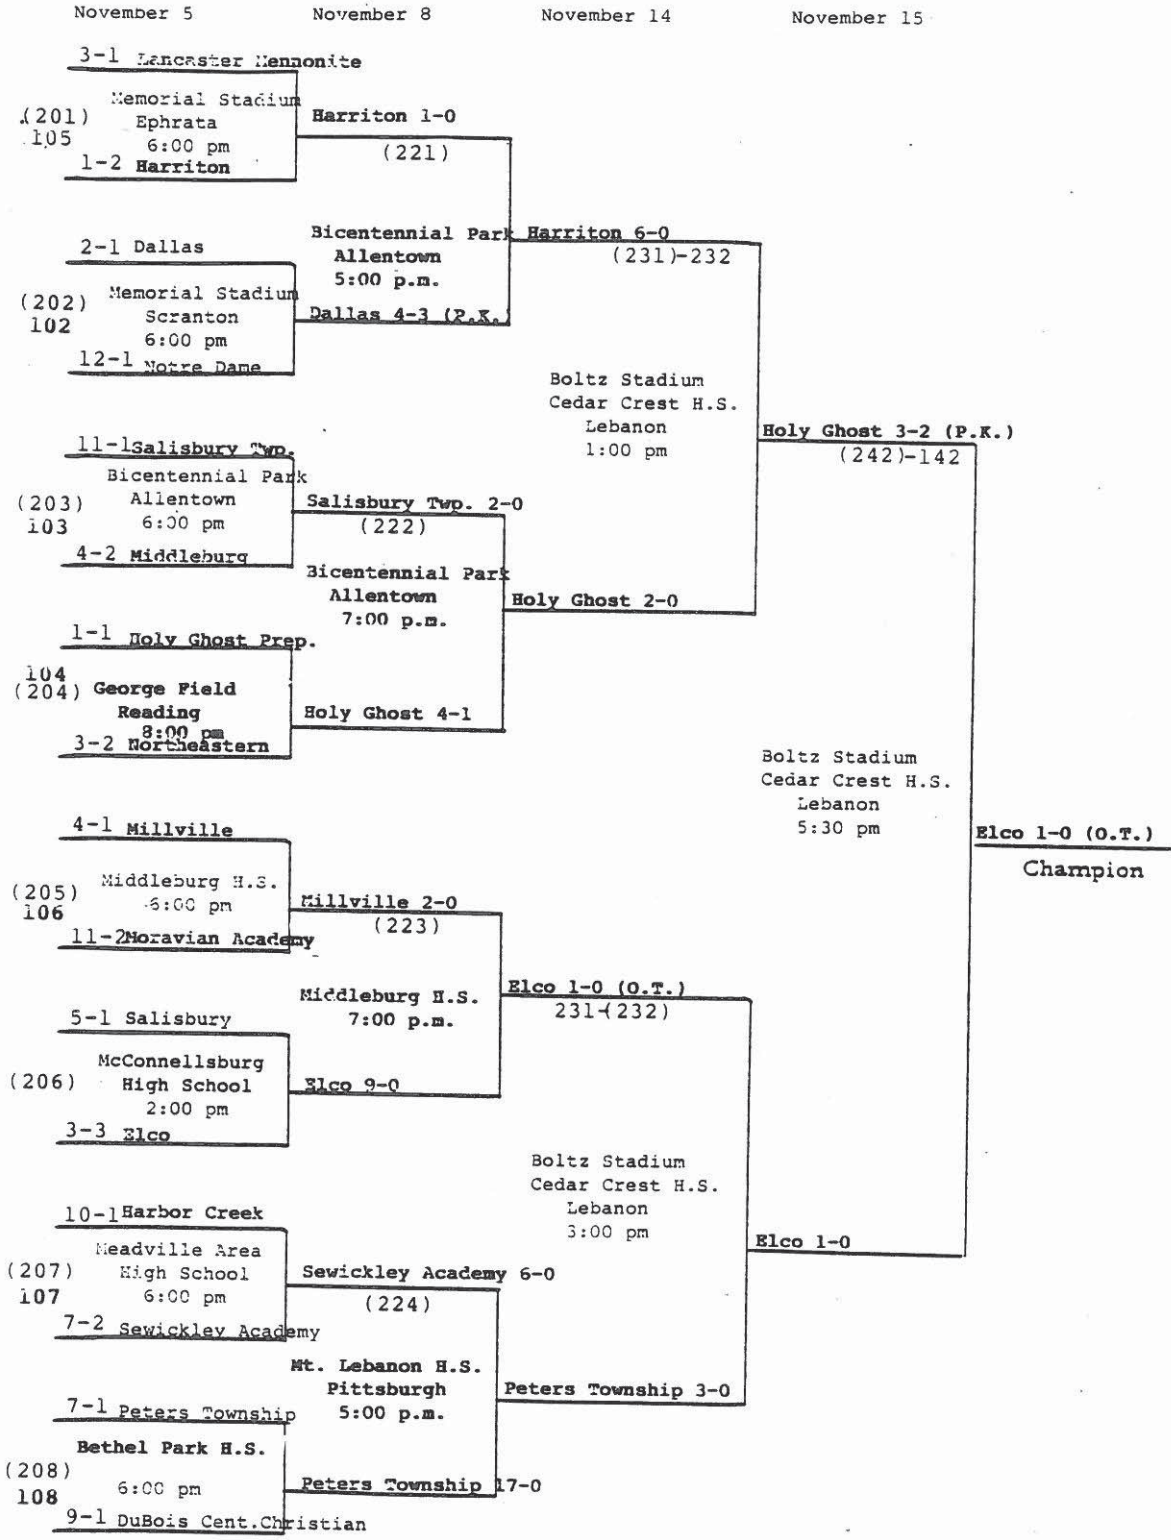 November 5 November 8 November 14 November 15
3-1 Lancaster Mennonite
Memorial Stadium
(201) Ephrata
105 6:00 pm
1-2 Harriton
Harriton 1-0
(221)
2-1 Dallas
(202) Memorial Stadium
102 Scranton
6:00 pm
12-1 Notre Dame
Bicentennial Park
Allentown
5:00 p.m.
Dallas 4-3 (P.K.)
Harriton 6-0
(231)-232
11-1 Salisbury Twp.
Bicentennial Park
(203) Allentown
103 6:00 pm
4-2 Middleburg
Salisbury Twp. 2-0
(222)
Bicentennial Park
Allentown
7:00 p.m.
1-1 Holy Ghost Prep.
104
(204) George Field
Reading
8:00 pm
3-2 Northeastern
Holy Ghost 4-1
Holy Ghost 2-0
Boltz Stadium
Cedar Crest H.S.
Lebanon
1:00 pm
Holy Ghost 3-2 (P.K.)
(242)-142
4-1 Millville
(205) Middleburg H.S.
106 6:00 pm
11-2 Moravian Academy
Millville 2-0
(223)
Middleburg H.S.
7:00 p.m.
5-1 Salisbury
McConnellsburg
(206) High School
2:00 pm
3-3 Elco
Elco 9-0
Elco 1-0 (O.T.)
231-(232)
10-1 Harbor Creek
Meadville Area
(207) High School
107 6:00 pm
7-2 Sewickley Academy
Sewickley Academy 6-0
(224)
Mt. Lebanon H.S.
Pittsburgh
5:00 p.m.
7-1 Peters Township
Bethel Park H.S.
(208)
108 6:00 pm
9-1 DuBois Cent.Christian
Peters Township 17-0
Peters Township 3-0
Boltz Stadium
Cedar Crest H.S.
Lebanon
3:00 pm
Elco 1-0
Boltz Stadium
Cedar Crest H.S.
Lebanon
5:30 pm
Elco 1-0 (O.T.)
Champion